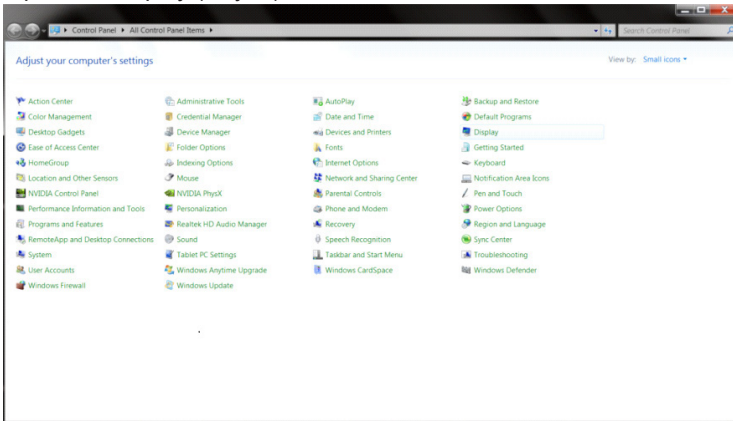 Control Panel ▸ All Control Panel Items ▸
Search Control Panel
Adjust your computer's settings
View by: Small icons
Action Center
Administrative Tools
AutoPlay
Backup and Restore
Color Management
Credential Manager
Date and Time
Default Programs
Desktop Gadgets
Device Manager
Devices and Printers
Display
Ease of Access Center
Folder Options
Fonts
Getting Started
HomeGroup
Indexing Options
Internet Options
Keyboard
Location and Other Sensors
Mouse
Network and Sharing Center
Notification Area Icons
NVIDIA Control Panel
NVIDIA PhysX
Parental Controls
Pen and Touch
Performance Information and Tools
Personalization
Phone and Modem
Power Options
Programs and Features
Realtek HD Audio Manager
Recovery
Region and Language
RemoteApp and Desktop Connections
Sound
Speech Recognition
Sync Center
System
Tablet PC Settings
Taskbar and Start Menu
Troubleshooting
User Accounts
Windows Anytime Upgrade
Windows CardSpace
Windows Defender
Windows Firewall
Windows Update